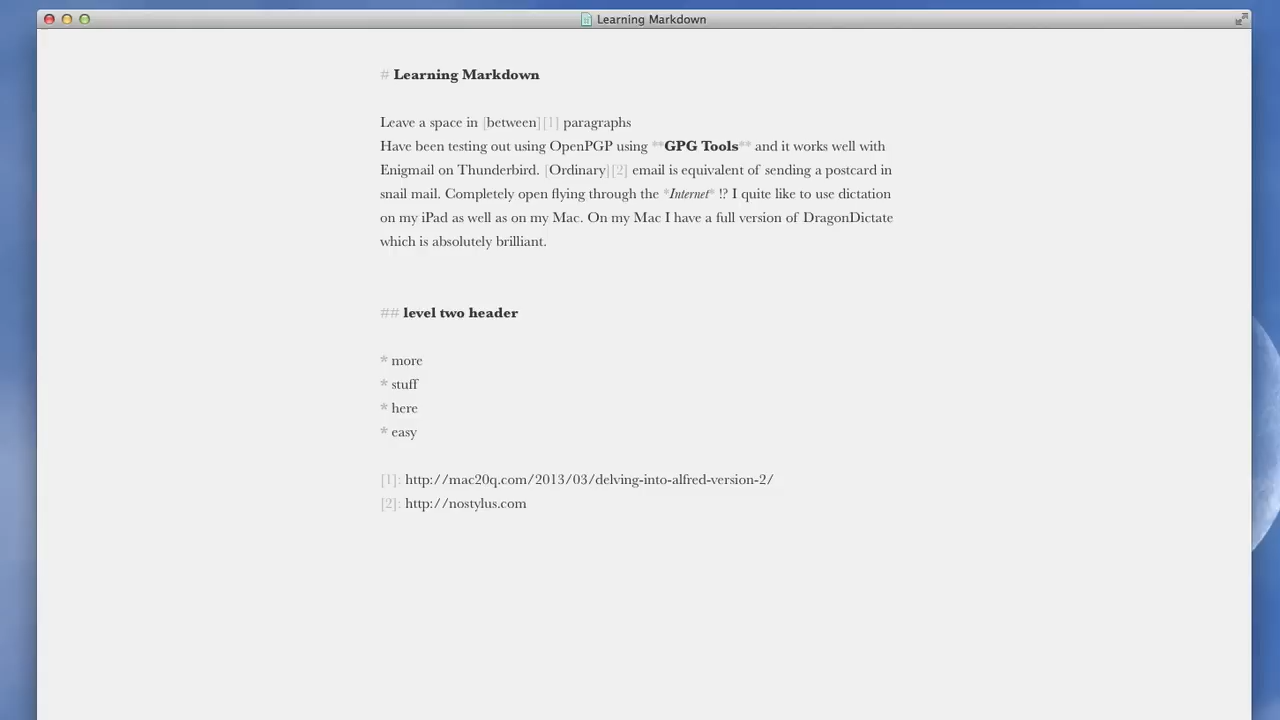 Learning Markdown
# Learning Markdown
Leave a space in [between][1] paragraphs
Have been testing out using OpenPGP using **GPG Tools** and it works well with
Enigmail on Thunderbird. [Ordinary][2] email is equivalent of sending a postcard in
snail mail. Completely open flying through the *Internet* !? I quite like to use dictation
on my iPad as well as on my Mac. On my Mac I have a full version of DragonDictate
which is absolutely brilliant.
## level two header
* more
* stuff
* here
* easy
[1]: http://mac20q.com/2013/03/delving-into-alfred-version-2/
[2]: http://nostylus.com